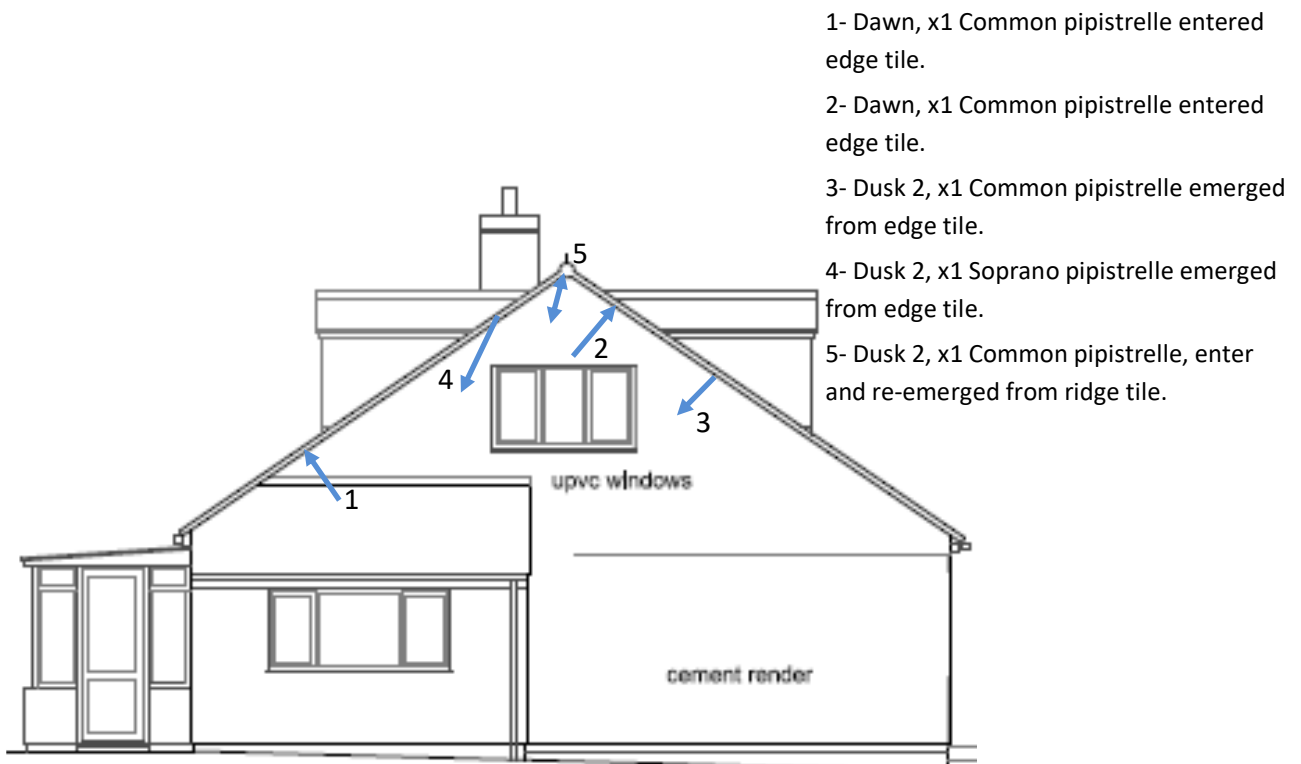 1- Dawn, x1 Common pipistrelle entered
edge tile.
2- Dawn, x1 Common pipistrelle entered
edge tile.
3- Dusk 2, x1 Common pipistrelle emerged
from edge tile.
4- Dusk 2, x1 Soprano pipistrelle emerged
from edge tile.
5- Dusk 2, x1 Common pipistrelle, enter
and re-emerged from ridge tile.
5
2
4
3
upvc windows
1
cement render